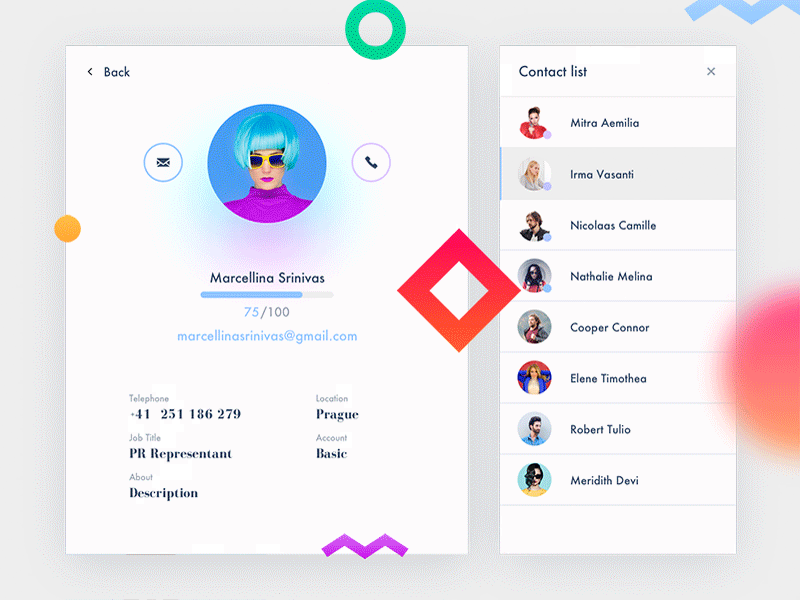 Back
Marcellina Srinivas
75/100
marcellinasrinivas@gmail.com
Telephone
+41 251 186 279
Location
Prague
Job Title
PR Representant
Account
Basic
About
Description
Contact list
Mitra Aemilia
Irma Vasanti
Nicolaas Camille
Nathalie Melina
Cooper Connor
Elene Timothea
Robert Tulio
Meridith Devi